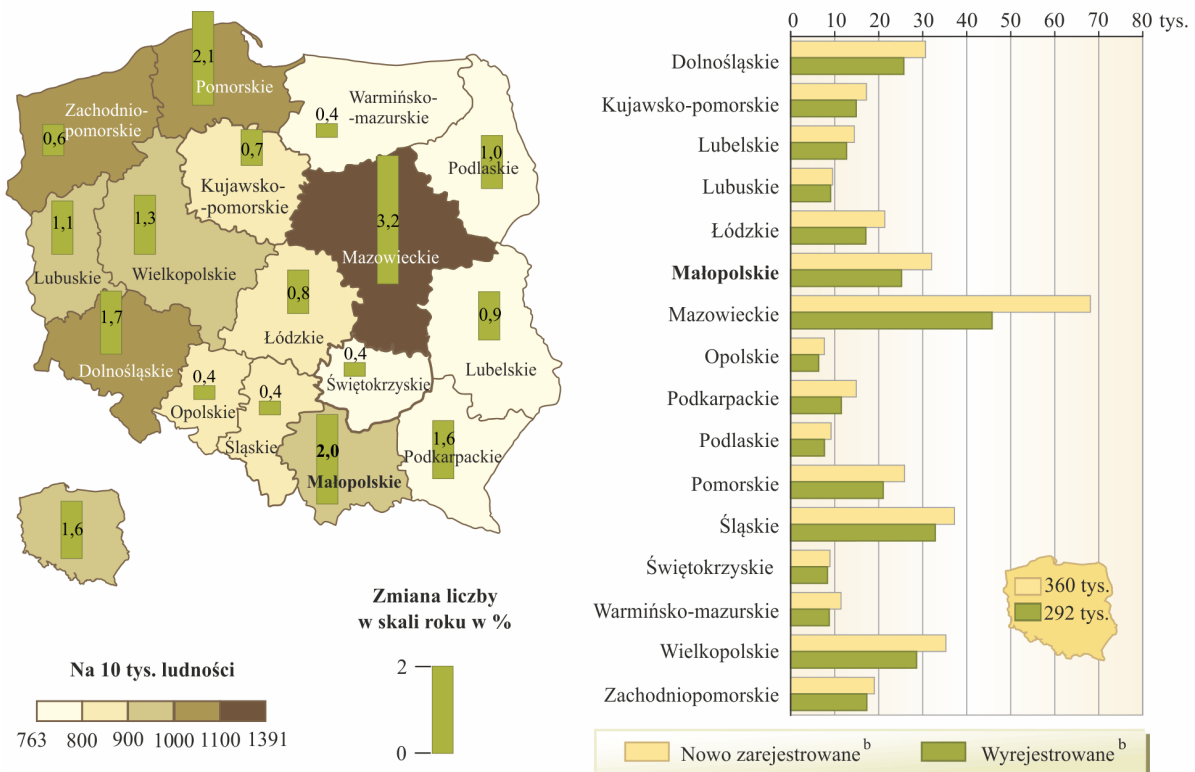 2,1
Pomorskie
Zachodnio-
-pomorskie
0,6
Warmińsko-
-mazurskie
0,4
0,7
Kujawsko-
-pomorskie
1,0
Podlaskie
1,1
Lubuskie
1,3
Wielkopolskie
3,2
Mazowieckie
0,8
Łódzkie
0,9
Lubelskie
1,7
Dolnośląskie
0,4
Opolskie
0,4
Śląskie
0,4
Świętokrzyskie
2,0
Małopolskie
1,6
Podkarpackie
1,6
Zmiana liczby
w skali roku w %
2
0
Na 10 tys. ludności
763 800 900 1000 1100 1391
0 10 20 30 40 50 60 70 80 tys.
Dolnośląskie
Kujawsko-pomorskie
Lubelskie
Lubuskie
Łódzkie
Małopolskie
Mazowieckie
Opolskie
Podkarpackie
Podlaskie
Pomorskie
Śląskie
Świętokrzyskie
Warmińsko-mazurskie
Wielkopolskie
Zachodniopomorskie
360 tys.
292 tys.
Nowo zarejestrowane b
Wyrejestrowane b